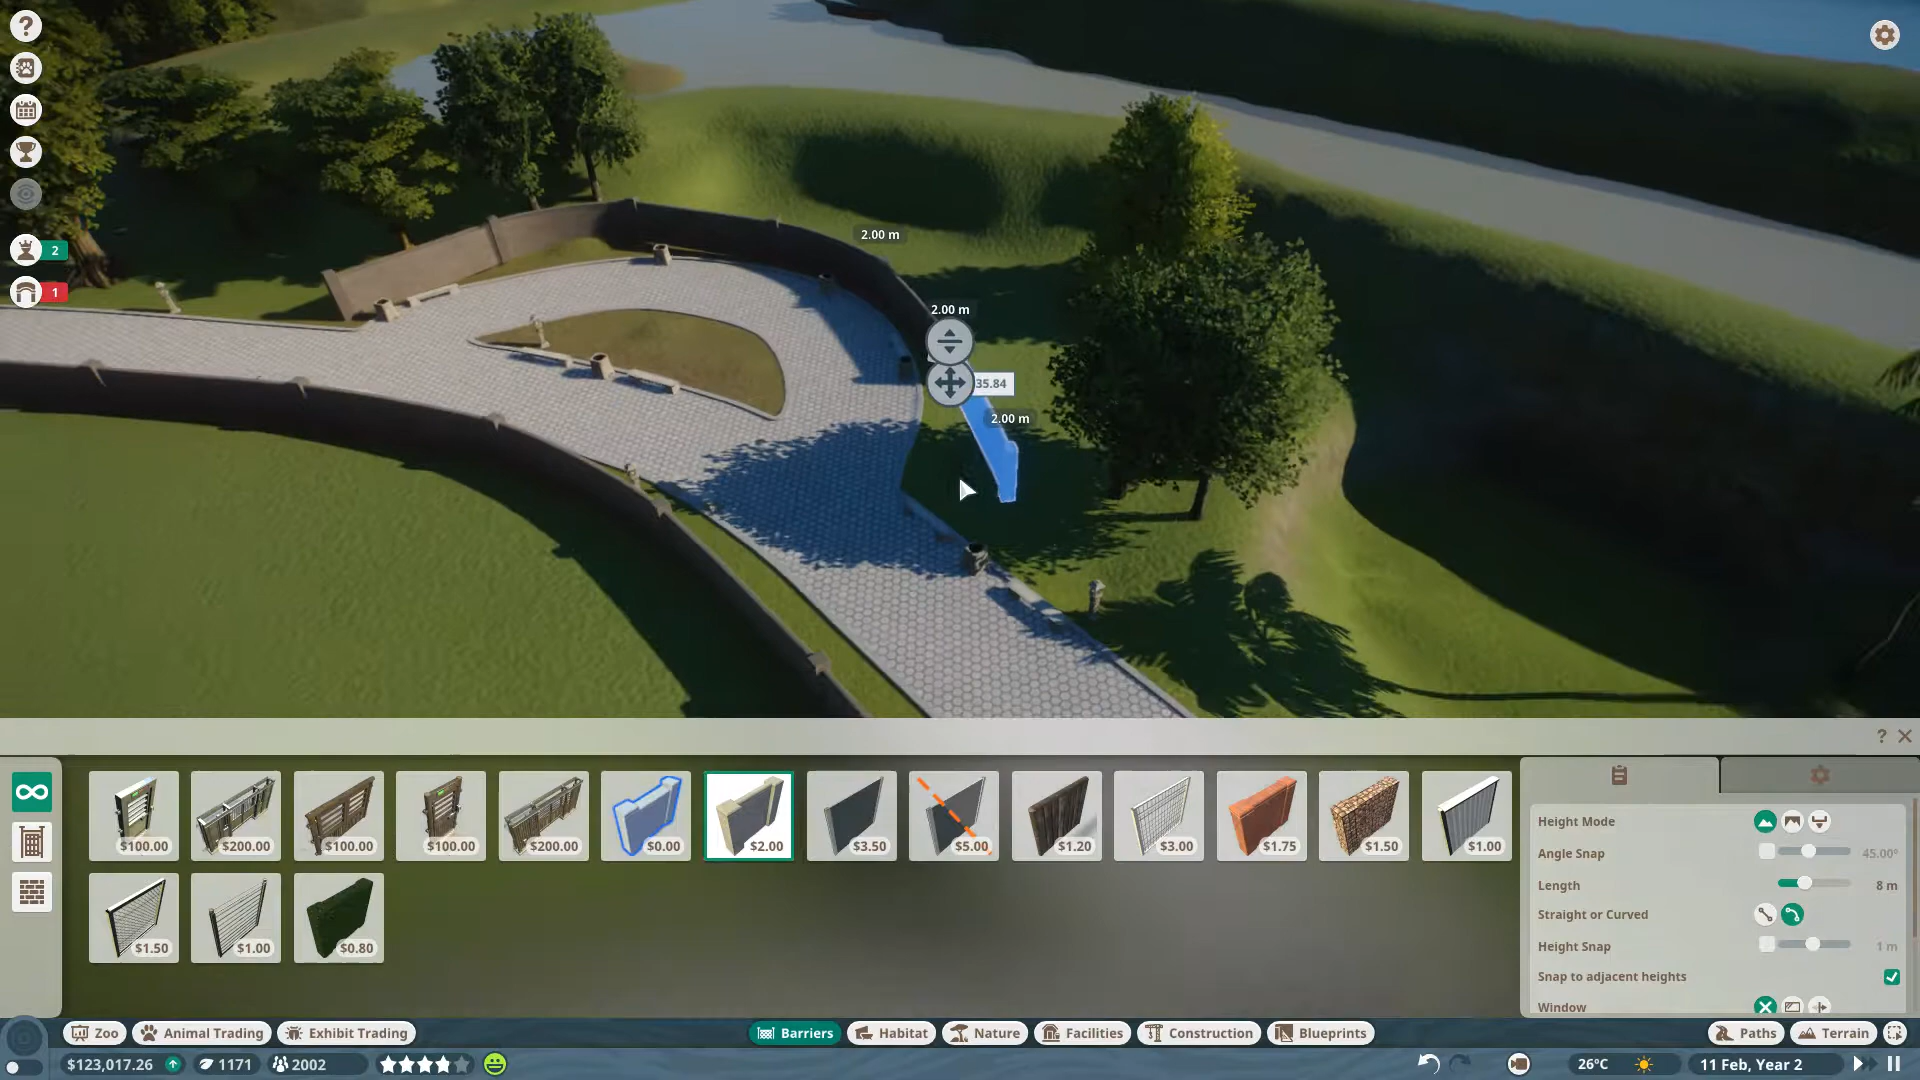 2
1
2.00 m
2.00 m
35.84
2.00 m
? ×
$100.00 $200.00 $100.00 $100.00 $200.00 $0.00 $2.00 $3.50 $5.00 $1.20 $3.00 $1.75 $1.50 $1.00
$1.50 $1.00 $0.80
Height Mode
Angle Snap 45.00°
Length 8 m
Straight or Curved
Height Snap 1 m
Snap to adjacent heights
Window
Zoo Animal Trading Exhibit Trading Barriers Habitat Nature Facilities Construction Blueprints Paths Terrain
$123,017.26 1171 2002 26°C 11 Feb, Year 2